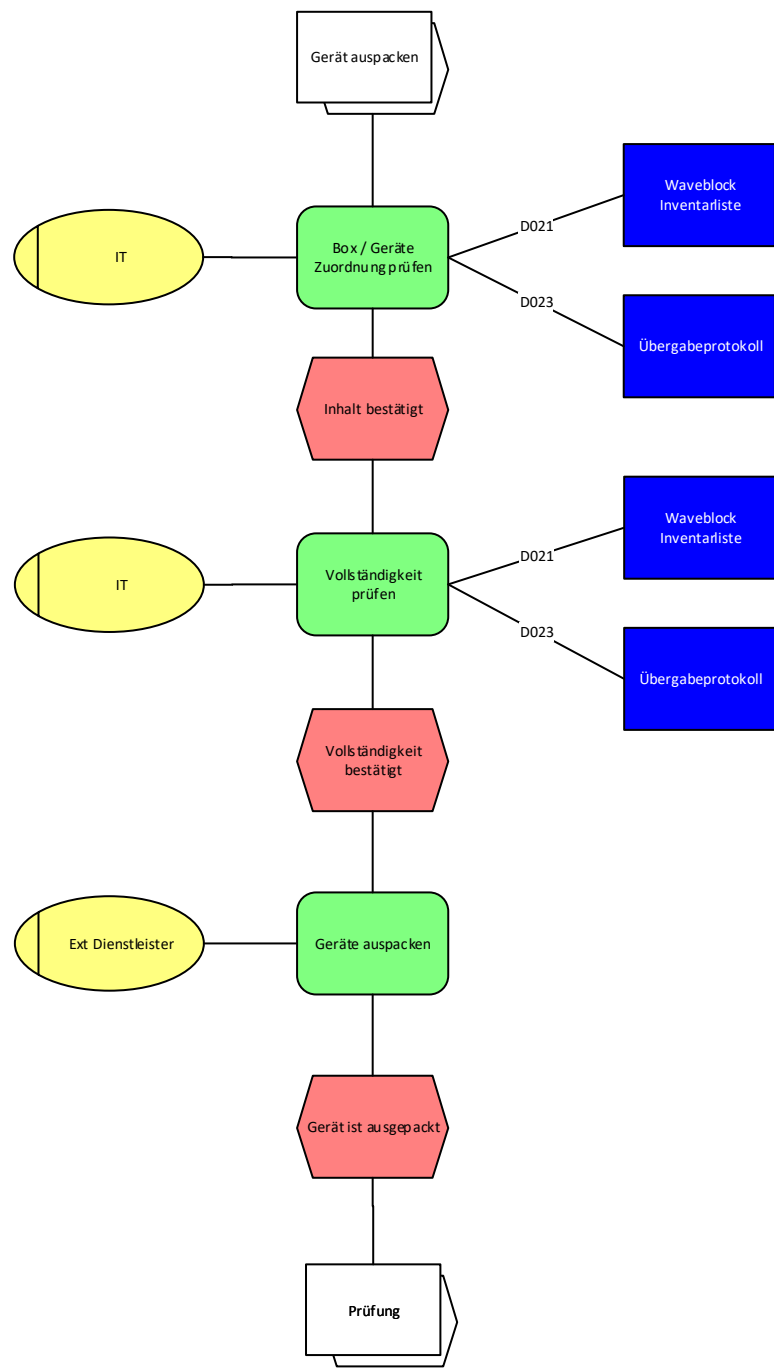 Gerät auspacken
Waveblock
Inventarliste
D021
IT
Box / Geräte
Zuordnung prüfen
D023
Übergabeprotokoll
Inhalt bestätigt
Waveblock
Inventarliste
D021
IT
Vollständigkeit
prüfen
D023
Übergabeprotokoll
Vollständigkeit
bestätigt
Ext Dienstleister
Geräte auspacken
Gerät ist ausgepackt
Prüfung